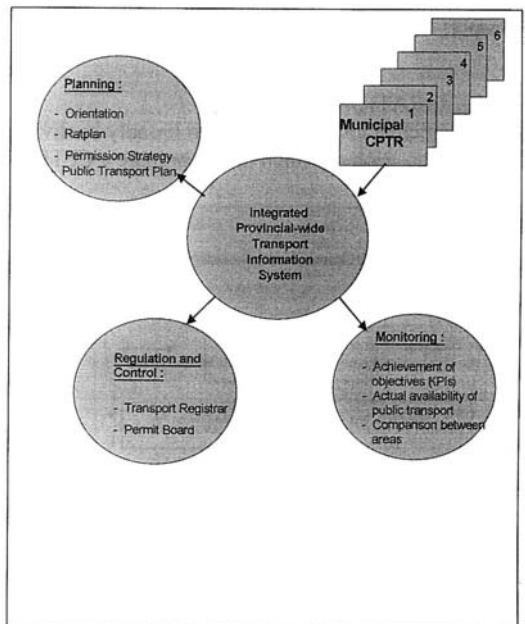 Planning :
- Orientation
- Ratplan
- Permission Strategy
Public Transport Plan
6
5
4
3
2
1
Municipal
CPTR
Integrated
Provincial-wide
Transport
Information
System
Regulation and
Control :
- Transport Registrar
- Permit Board
Monitoring :
- Achievement of
objectives (KPIs)
- Actual availability of
public transport
- Comparison between
areas